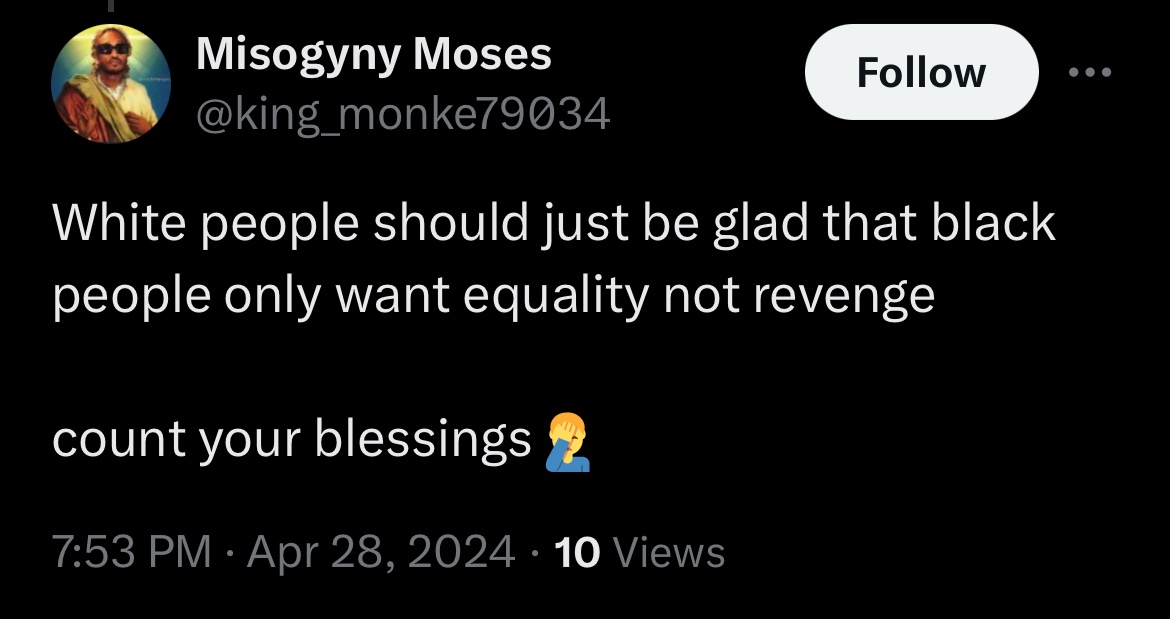 Misogyny Moses
Follow
@king_monke79034
White people should just be glad that black
people only want equality not revenge
count your blessings 🤦‍♂️
7:53 PM · Apr 28, 2024 · 10 Views